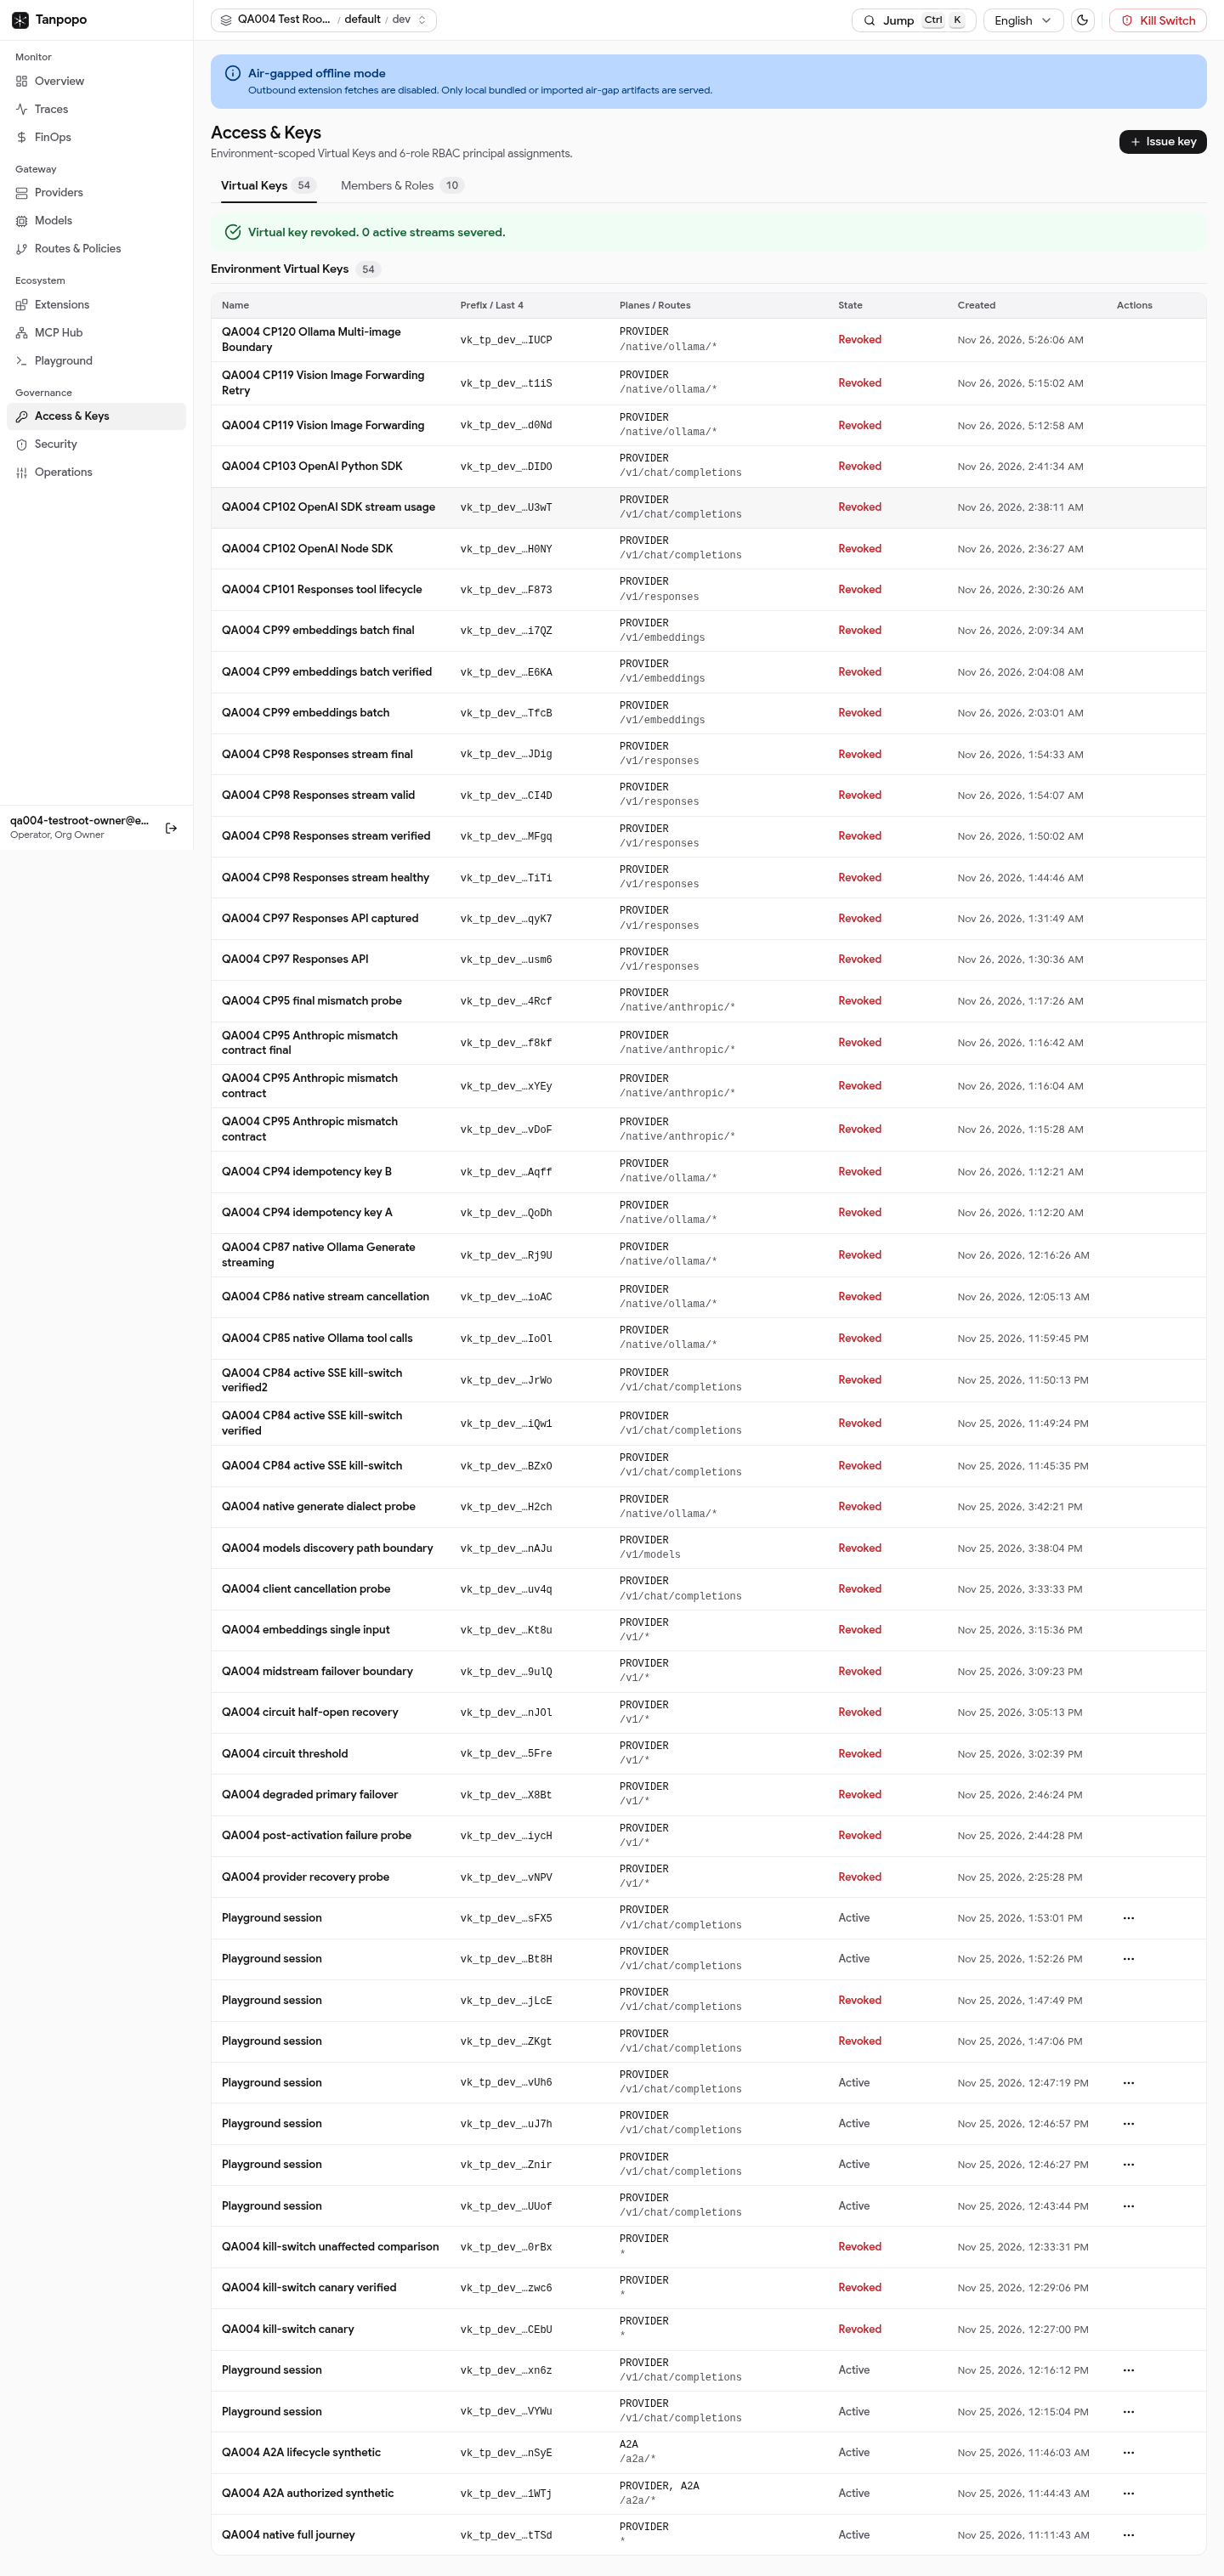 Tanpopo
QA004 Test Roo... / default / dev
Jump Ctrl K
English
Kill Switch
Monitor
Overview
Traces
FinOps
Gateway
Providers
Models
Routes & Policies
Ecosystem
Extensions
MCP Hub
Playground
Governance
Access & Keys
Security
Operations
qa004-testroot-owner@e...
Operator, Org Owner
Air-gapped offline mode
Outbound extension fetches are disabled. Only local bundled or imported air-gap artifacts are served.
Access & Keys
Environment-scoped Virtual Keys and 6-role RBAC principal assignments.
Issue key
Virtual Keys 54 Members & Roles 10
Virtual key revoked. 0 active streams severed.
Environment Virtual Keys 54
Name Prefix / Last 4 Planes / Routes State Created Actions
QA004 CP120 Ollama Multi-image Boundary vk_tp_dev_…IUCP PROVIDER /native/ollama/* Revoked Nov 26, 2026, 5:26:06 AM
QA004 CP119 Vision Image Forwarding Retry vk_tp_dev_…t1iS PROVIDER /native/ollama/* Revoked Nov 26, 2026, 5:15:02 AM
QA004 CP119 Vision Image Forwarding vk_tp_dev_…d0Nd PROVIDER /native/ollama/* Revoked Nov 26, 2026, 5:12:58 AM
QA004 CP103 OpenAI Python SDK vk_tp_dev_…DIDO PROVIDER /v1/chat/completions Revoked Nov 26, 2026, 2:41:34 AM
QA004 CP102 OpenAI SDK stream usage vk_tp_dev_…U3wT PROVIDER /v1/chat/completions Revoked Nov 26, 2026, 2:38:11 AM
QA004 CP102 OpenAI Node SDK vk_tp_dev_…H0NY PROVIDER /v1/chat/completions Revoked Nov 26, 2026, 2:36:27 AM
QA004 CP101 Responses tool lifecycle vk_tp_dev_…F873 PROVIDER /v1/responses Revoked Nov 26, 2026, 2:30:26 AM
QA004 CP99 embeddings batch final vk_tp_dev_…i7QZ PROVIDER /v1/embeddings Revoked Nov 26, 2026, 2:09:34 AM
QA004 CP99 embeddings batch verified vk_tp_dev_…E6KA PROVIDER /v1/embeddings Revoked Nov 26, 2026, 2:04:08 AM
QA004 CP99 embeddings batch vk_tp_dev_…TfcB PROVIDER /v1/embeddings Revoked Nov 26, 2026, 2:03:01 AM
QA004 CP98 Responses stream final vk_tp_dev_…JDig PROVIDER /v1/responses Revoked Nov 26, 2026, 1:54:33 AM
QA004 CP98 Responses stream valid vk_tp_dev_…CI4D PROVIDER /v1/responses Revoked Nov 26, 2026, 1:54:07 AM
QA004 CP98 Responses stream verified vk_tp_dev_…MFgq PROVIDER /v1/responses Revoked Nov 26, 2026, 1:50:02 AM
QA004 CP98 Responses stream healthy vk_tp_dev_…TiTi PROVIDER /v1/responses Revoked Nov 26, 2026, 1:44:46 AM
QA004 CP97 Responses API captured vk_tp_dev_…qyK7 PROVIDER /v1/responses Revoked Nov 26, 2026, 1:31:49 AM
QA004 CP97 Responses API vk_tp_dev_…usm6 PROVIDER /v1/responses Revoked Nov 26, 2026, 1:30:36 AM
QA004 CP95 final mismatch probe vk_tp_dev_…4Rcf PROVIDER /native/anthropic/* Revoked Nov 26, 2026, 1:17:26 AM
QA004 CP95 Anthropic mismatch contract final vk_tp_dev_…f8kf PROVIDER /native/anthropic/* Revoked Nov 26, 2026, 1:16:42 AM
QA004 CP95 Anthropic mismatch contract vk_tp_dev_…xYEy PROVIDER /native/anthropic/* Revoked Nov 26, 2026, 1:16:04 AM
QA004 CP95 Anthropic mismatch contract vk_tp_dev_…vDoF PROVIDER /native/anthropic/* Revoked Nov 26, 2026, 1:15:28 AM
QA004 CP94 idempotency key B vk_tp_dev_…Aqff PROVIDER /native/ollama/* Revoked Nov 26, 2026, 1:12:21 AM
QA004 CP94 idempotency key A vk_tp_dev_…QoDh PROVIDER /native/ollama/* Revoked Nov 26, 2026, 1:12:20 AM
QA004 CP87 native Ollama Generate streaming vk_tp_dev_…Rj9U PROVIDER /native/ollama/* Revoked Nov 26, 2026, 12:16:26 AM
QA004 CP86 native stream cancellation vk_tp_dev_…ioAC PROVIDER /native/ollama/* Revoked Nov 26, 2026, 12:05:13 AM
QA004 CP85 native Ollama tool calls vk_tp_dev_…IoOl PROVIDER /native/ollama/* Revoked Nov 25, 2026, 11:59:45 PM
QA004 CP84 active SSE kill-switch verified2 vk_tp_dev_…JrWo PROVIDER /v1/chat/completions Revoked Nov 25, 2026, 11:50:13 PM
QA004 CP84 active SSE kill-switch verified vk_tp_dev_…iQw1 PROVIDER /v1/chat/completions Revoked Nov 25, 2026, 11:49:24 PM
QA004 CP84 active SSE kill-switch vk_tp_dev_…BZxO PROVIDER /v1/chat/completions Revoked Nov 25, 2026, 11:45:35 PM
QA004 native generate dialect probe vk_tp_dev_…H2ch PROVIDER /native/ollama/* Revoked Nov 25, 2026, 3:42:21 PM
QA004 models discovery path boundary vk_tp_dev_…nAJu PROVIDER /v1/models Revoked Nov 25, 2026, 3:38:04 PM
QA004 client cancellation probe vk_tp_dev_…uv4q PROVIDER /v1/chat/completions Revoked Nov 25, 2026, 3:33:33 PM
QA004 embeddings single input vk_tp_dev_…Kt8u PROVIDER /v1/* Revoked Nov 25, 2026, 3:15:36 PM
QA004 midstream failover boundary vk_tp_dev_…9ulQ PROVIDER /v1/* Revoked Nov 25, 2026, 3:09:23 PM
QA004 circuit half-open recovery vk_tp_dev_…nJOl PROVIDER /v1/* Revoked Nov 25, 2026, 3:05:13 PM
QA004 circuit threshold vk_tp_dev_…5Fre PROVIDER /v1/* Revoked Nov 25, 2026, 3:02:39 PM
QA004 degraded primary failover vk_tp_dev_…X8Bt PROVIDER /v1/* Revoked Nov 25, 2026, 2:46:24 PM
QA004 post-activation failure probe vk_tp_dev_…iycH PROVIDER /v1/* Revoked Nov 25, 2026, 2:44:28 PM
QA004 provider recovery probe vk_tp_dev_…vNPV PROVIDER /v1/* Revoked Nov 25, 2026, 2:25:28 PM
Playground session vk_tp_dev_…sFX5 PROVIDER /v1/chat/completions Active Nov 25, 2026, 1:53:01 PM
Playground session vk_tp_dev_…Bt8H PROVIDER /v1/chat/completions Active Nov 25, 2026, 1:52:26 PM
Playground session vk_tp_dev_…jLcE PROVIDER /v1/chat/completions Revoked Nov 25, 2026, 1:47:49 PM
Playground session vk_tp_dev_…ZKgt PROVIDER /v1/chat/completions Revoked Nov 25, 2026, 1:47:06 PM
Playground session vk_tp_dev_…vUh6 PROVIDER /v1/chat/completions Active Nov 25, 2026, 12:47:19 PM
Playground session vk_tp_dev_…uJ7h PROVIDER /v1/chat/completions Active Nov 25, 2026, 12:46:57 PM
Playground session vk_tp_dev_…Znir PROVIDER /v1/chat/completions Active Nov 25, 2026, 12:46:27 PM
Playground session vk_tp_dev_…UUof PROVIDER /v1/chat/completions Active Nov 25, 2026, 12:43:44 PM
QA004 kill-switch unaffected comparison vk_tp_dev_…0rBx PROVIDER * Revoked Nov 25, 2026, 12:33:31 PM
QA004 kill-switch canary verified vk_tp_dev_…zwc6 PROVIDER * Revoked Nov 25, 2026, 12:29:06 PM
QA004 kill-switch canary vk_tp_dev_…CEbU PROVIDER * Revoked Nov 25, 2026, 12:27:00 PM
Playground session vk_tp_dev_…xn6z PROVIDER /v1/chat/completions Active Nov 25, 2026, 12:16:12 PM
Playground session vk_tp_dev_…VYWu PROVIDER /v1/chat/completions Active Nov 25, 2026, 12:15:04 PM
QA004 A2A lifecycle synthetic vk_tp_dev_…nSyE A2A /a2a/* Active Nov 25, 2026, 11:46:03 AM
QA004 A2A authorized synthetic vk_tp_dev_…1WTj PROVIDER, A2A /a2a/* Active Nov 25, 2026, 11:44:43 AM
QA004 native full journey vk_tp_dev_…tTSd PROVIDER * Active Nov 25, 2026, 11:11:43 AM